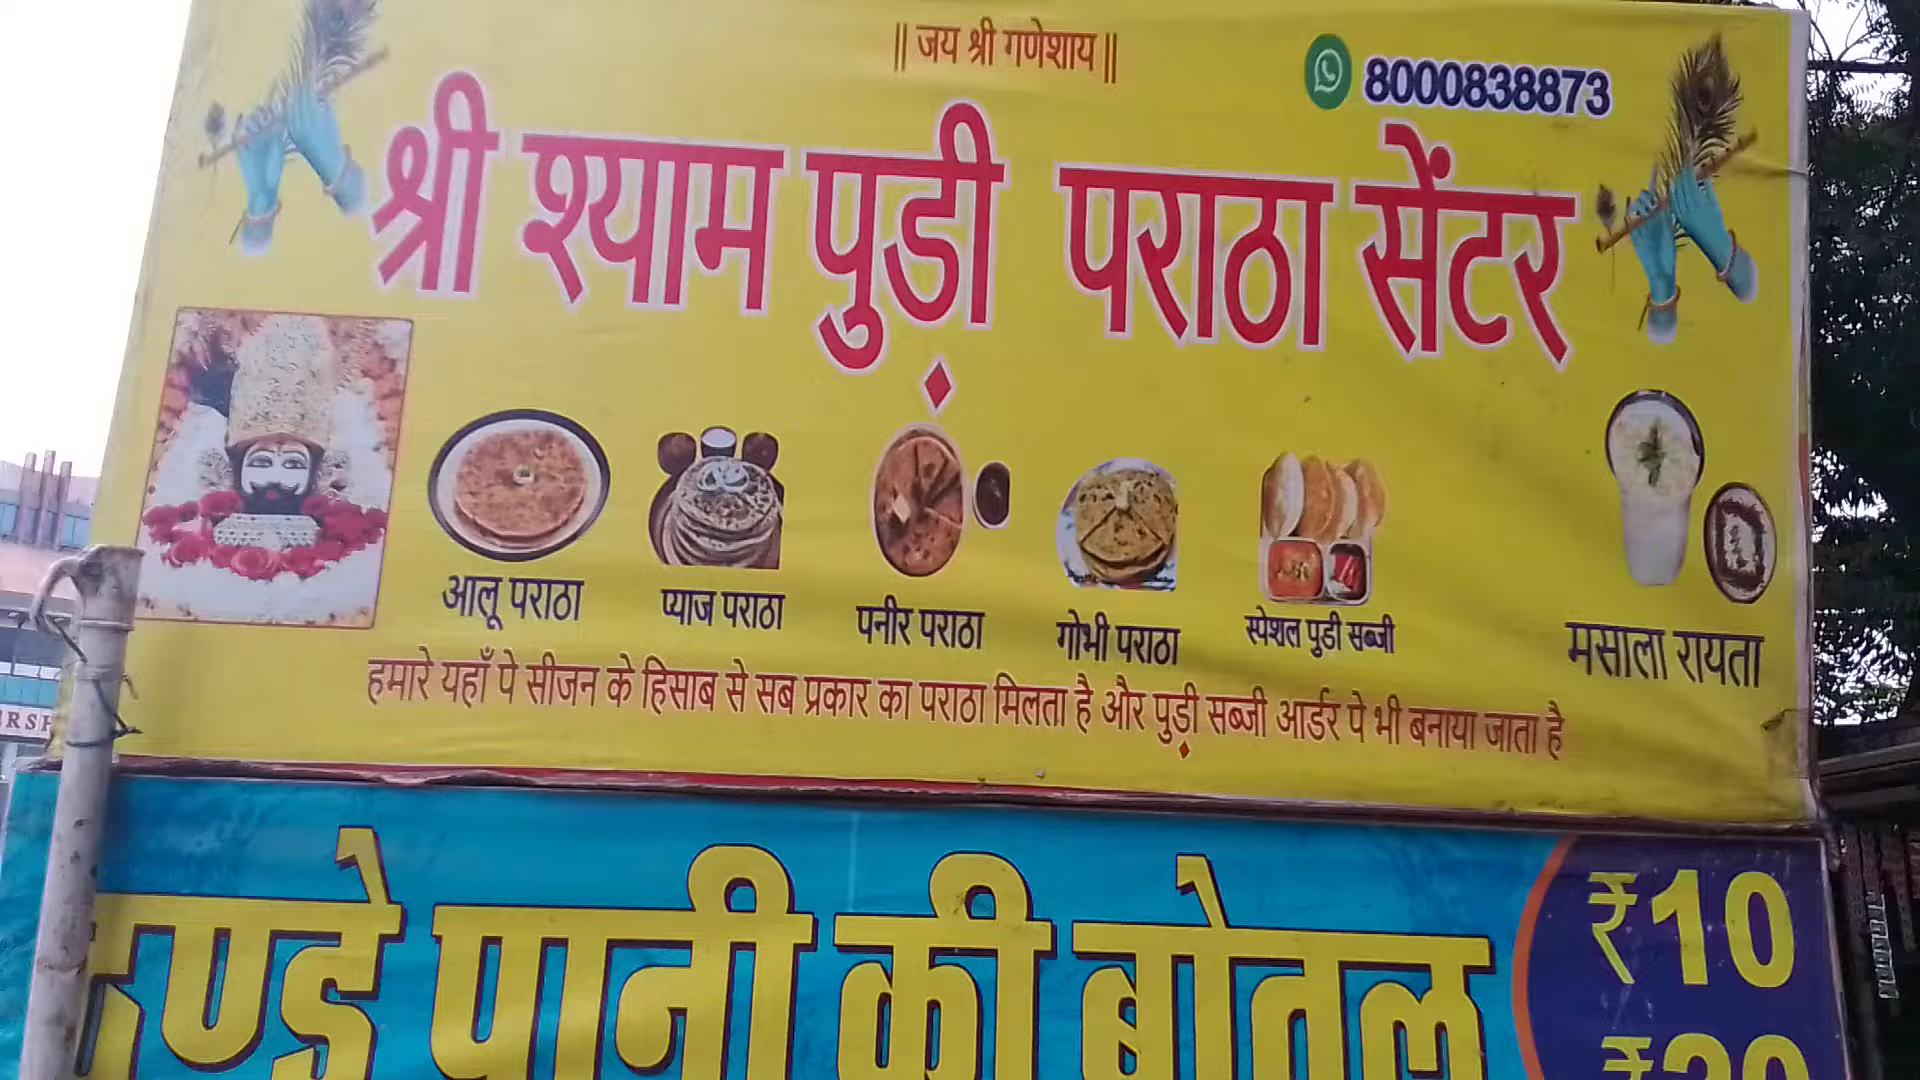 || जय श्री गणेशाय ||
8000838873
श्री श्याम पुड़ी पराठा सेंटर
आलू पराठा
प्याज पराठा
पनीर पराठा
गोभी पराठा
स्पेशल पुडी सब्जी
मसाला रायता
हमारे यहाँ पे सीजन के हिसाब से सब प्रकार का पराठा मिलता है और पुड़ी सब्जी आर्डर पे भी बनाया जाता है
पानी की बोतल
₹10
₹20